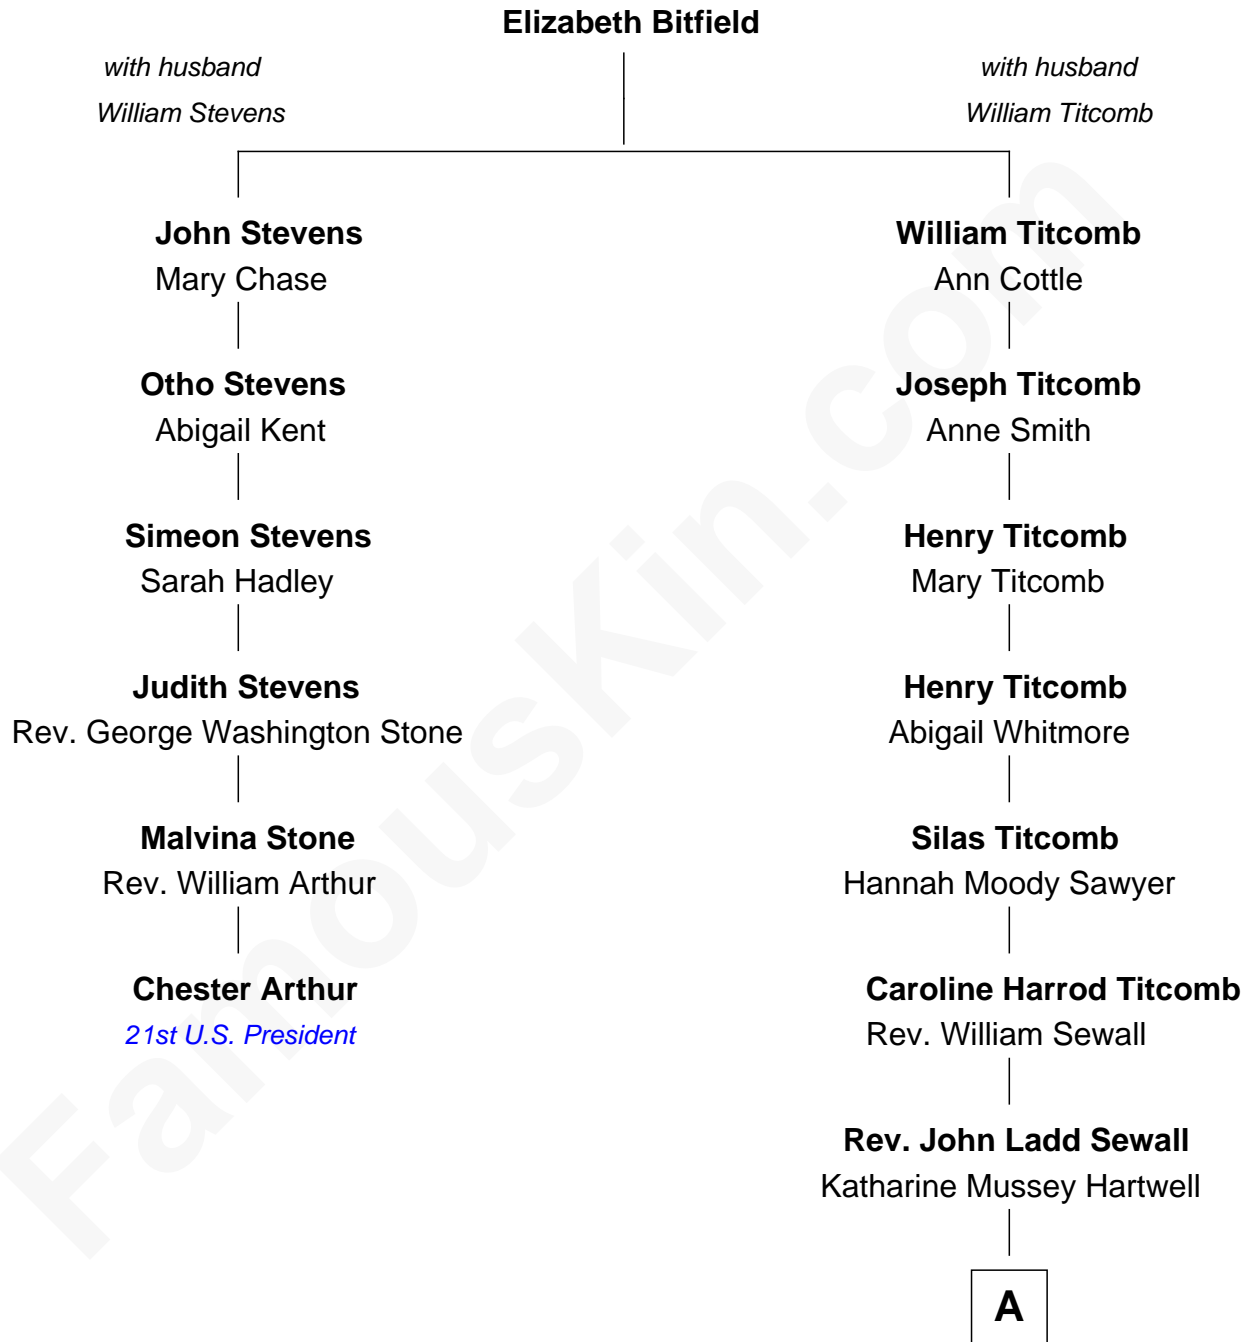 Elizabeth Bitfield
with husband
William Stevens
with husband
William Titcomb
John Stevens
Mary Chase
William Titcomb
Ann Cottle
Otho Stevens
Abigail Kent
Joseph Titcomb
Anne Smith
Simeon Stevens
Sarah Hadley
Henry Titcomb
Mary Titcomb
Judith Stevens
Rev. George Washington Stone
Henry Titcomb
Abigail Whitmore
Malvina Stone
Rev. William Arthur
Silas Titcomb
Hannah Moody Sawyer
Chester Arthur
21st U.S. President
Caroline Harrod Titcomb
Rev. William Sewall
Rev. John Ladd Sewall
Katharine Mussey Hartwell
A
FamousKin.com